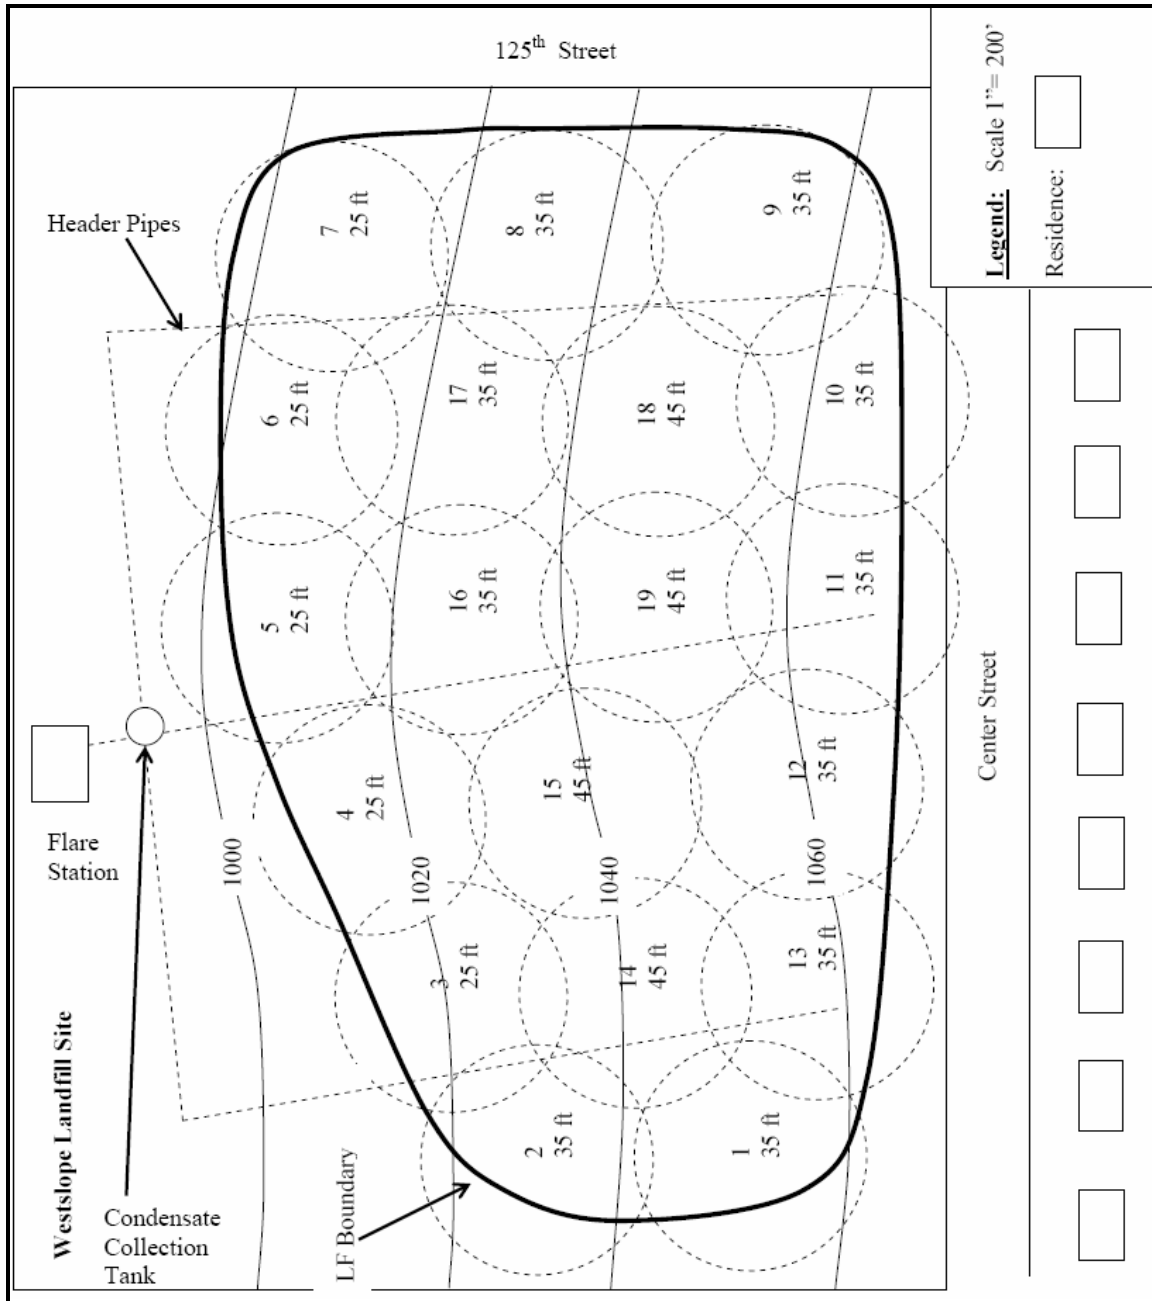 125th Street
Legend: Scale 1”= 200’
Residence:
Header Pipes
7
25 ft
8
35 ft
9
35 ft
6
25 ft
17
35 ft
18
45 ft
10
35 ft
5
25 ft
16
35 ft
19
45 ft
11
35 ft
4
25 ft
15
45 ft
12
35 ft
Center Street
Flare
Station
1000
1020
1040
1060
3
25 ft
14
45 ft
13
35 ft
2
35 ft
1
35 ft
Westslope Landfill Site
Condensate
Collection
Tank
LF Boundary